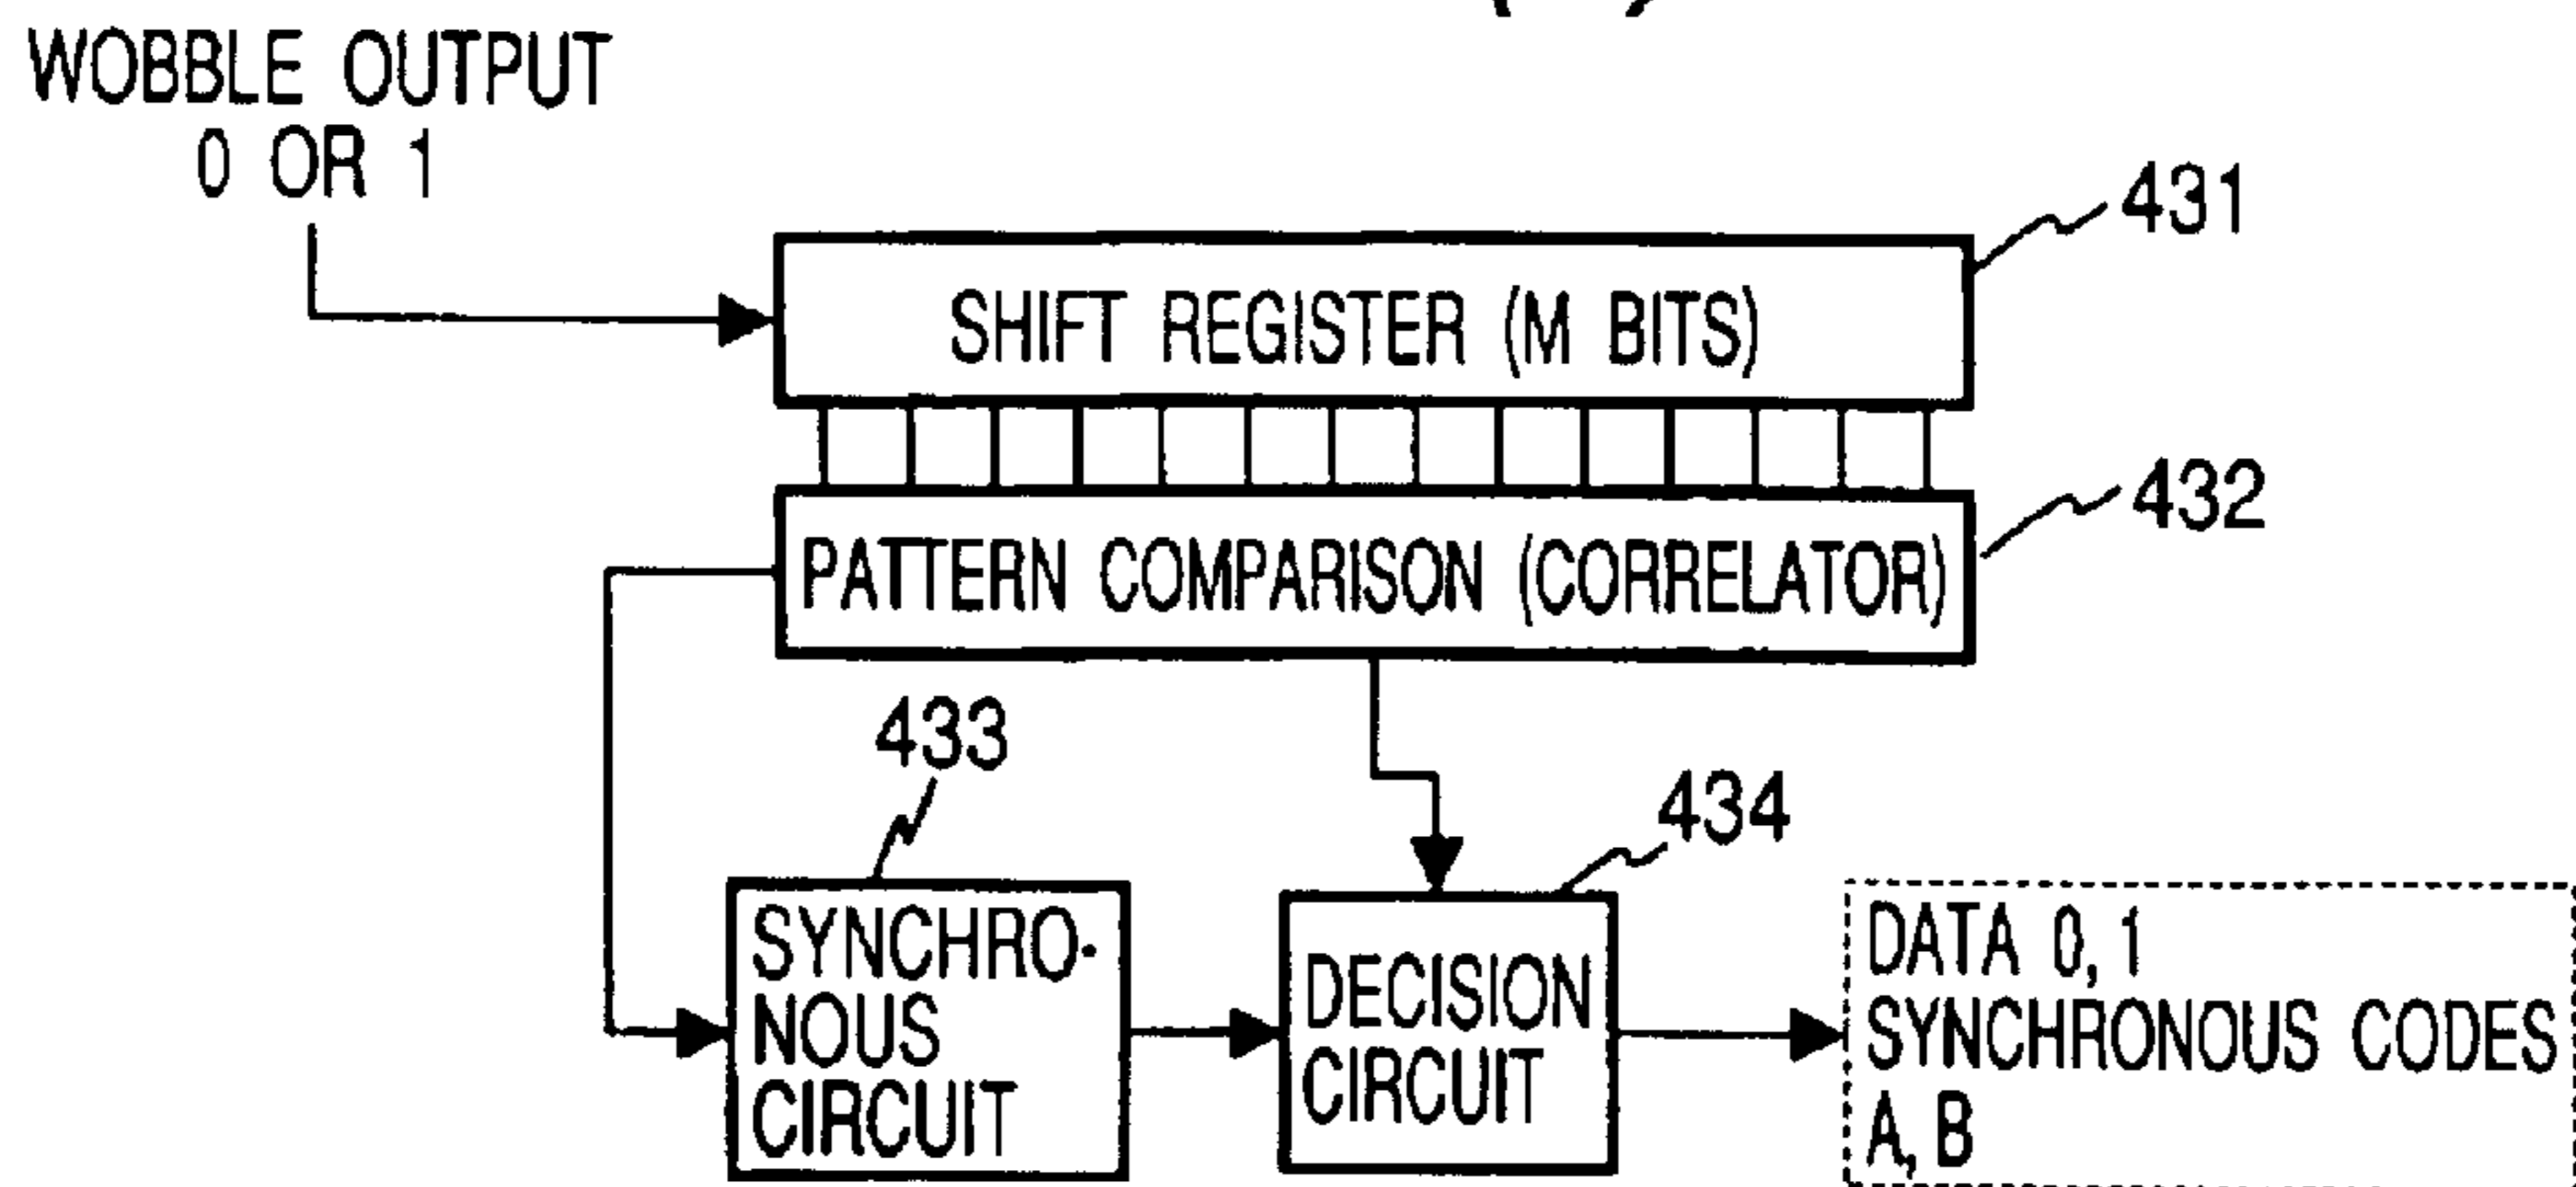 WOBBLE OUTPUT
0 OR 1
431
SHIFT REGISTER (M BITS)
432
PATTERN COMPARISON (CORRELATOR)
433
434
SYNCHRO-
NOUS
CIRCUIT
DECISION
CIRCUIT
DATA 0, 1
SYNCHRONOUS CODES
A, B